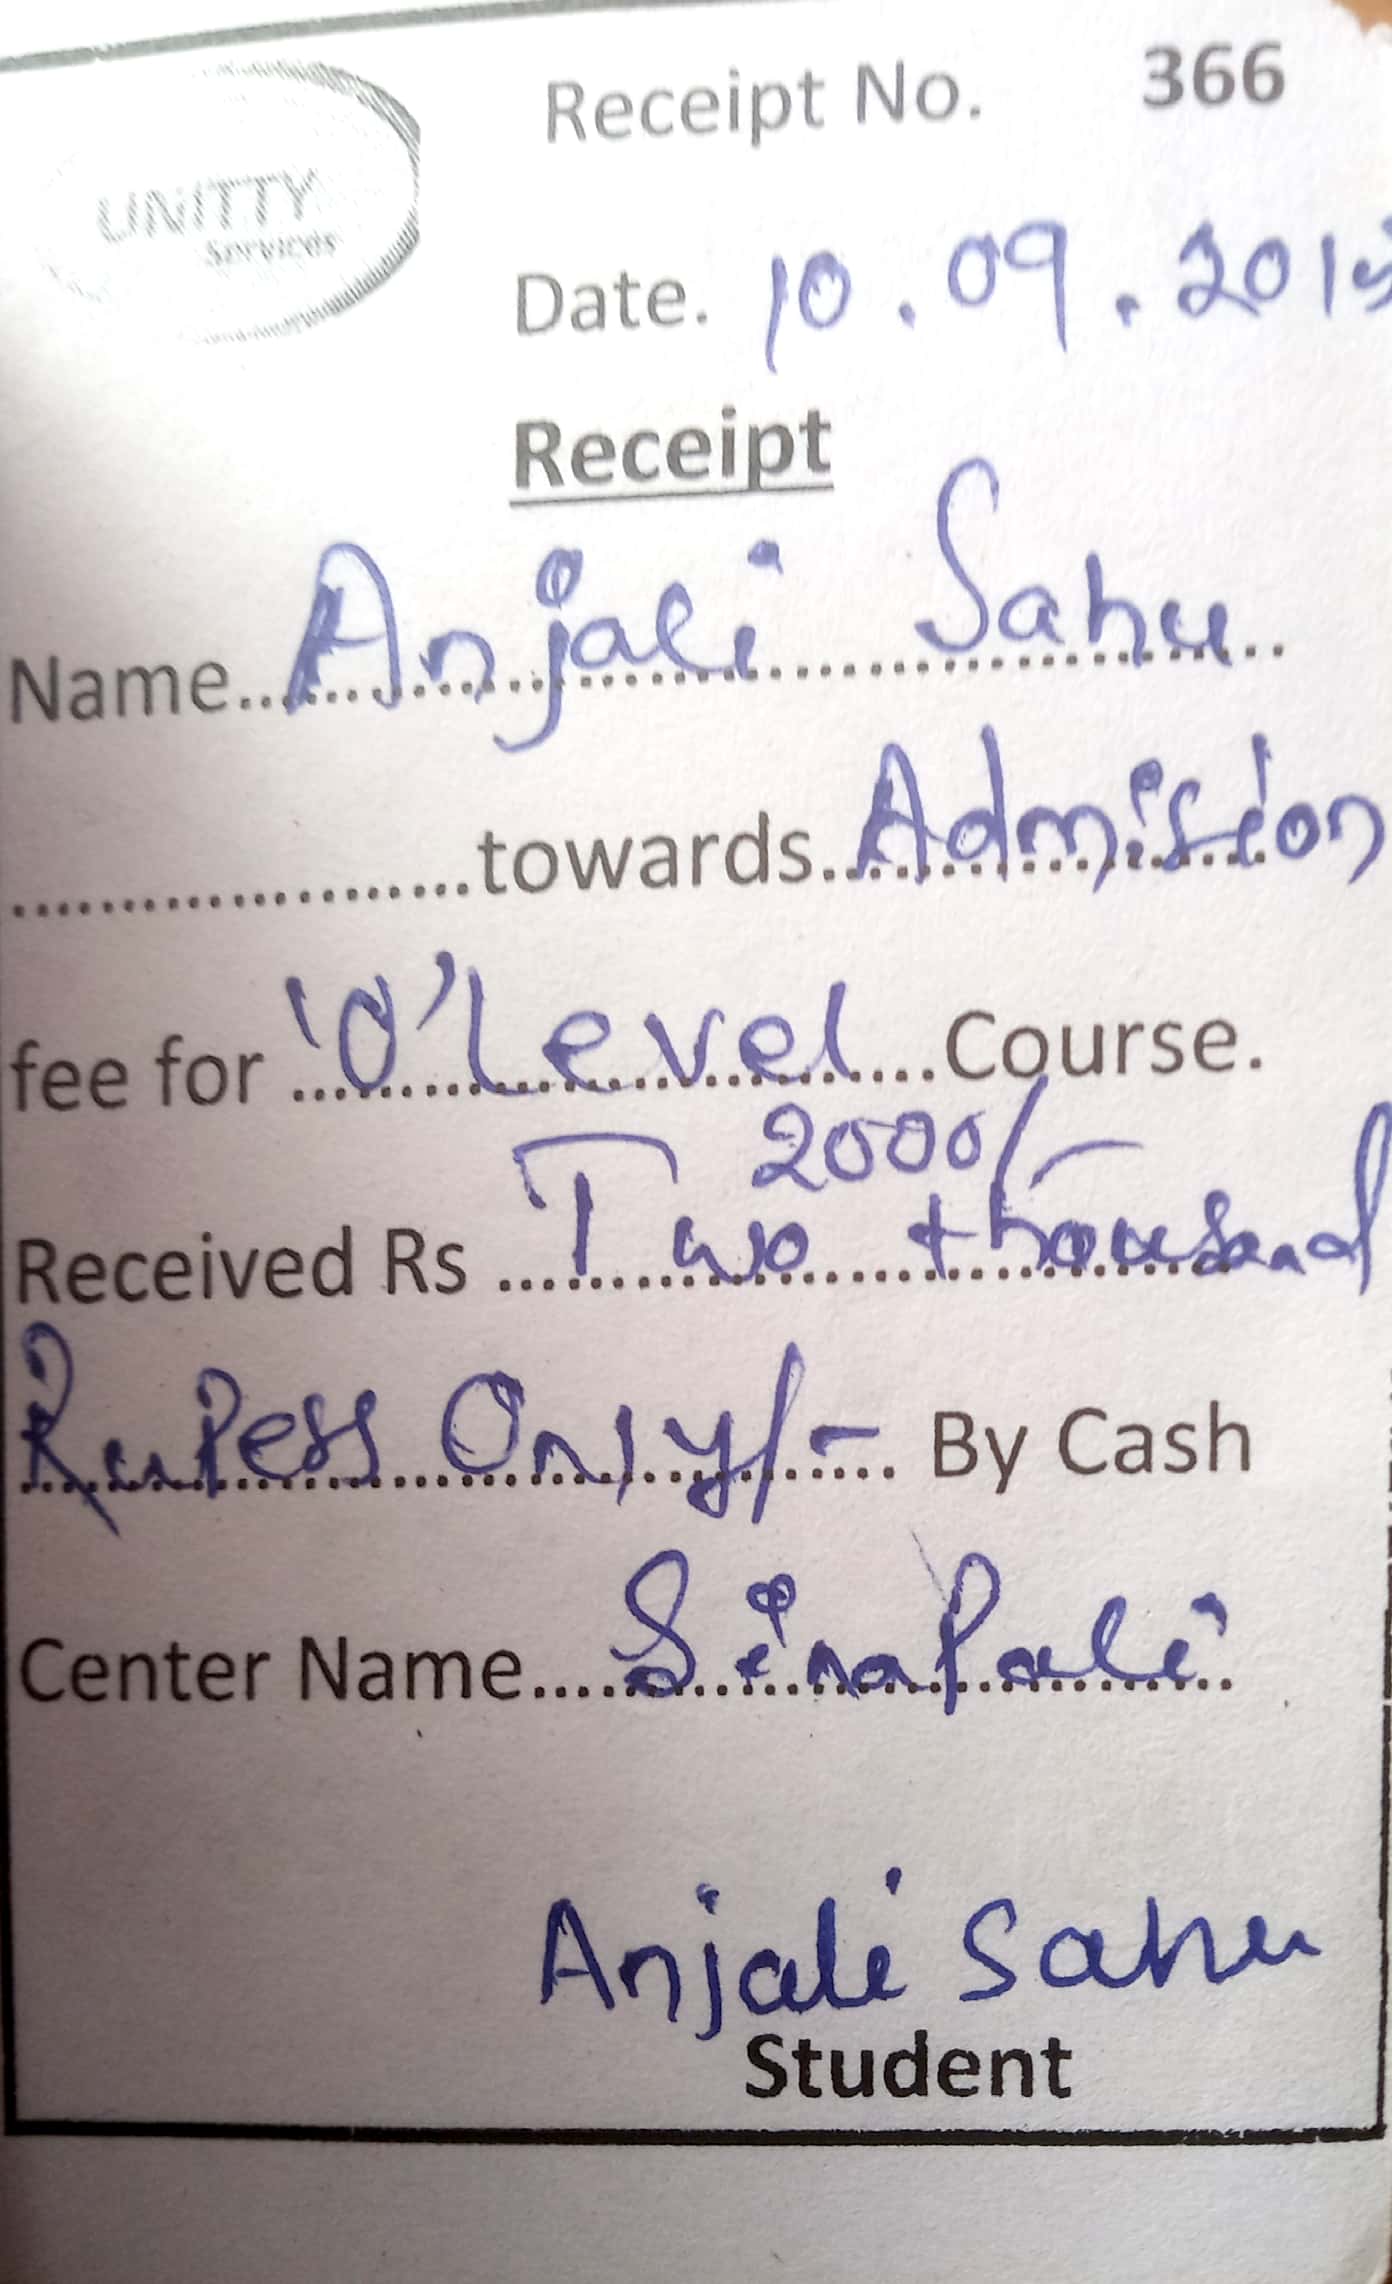 UNITTY
Services
Receipt No. 366
Date. 10.09.2015
Receipt
Name...Anjali Sahu..
....................towards..Admission
fee for ..'O' Level....Course.
2000/-
Received Rs ...Two thousand
Rupess Only/-.. By Cash
Center Name....Sinapali..
Anjali Sahu
Student